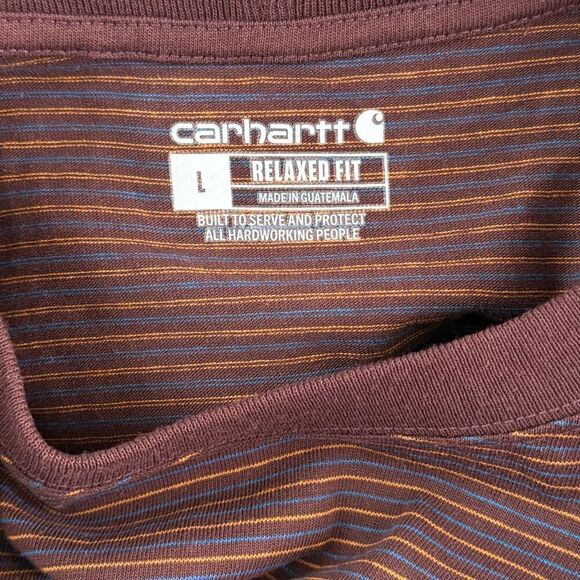 carhartt
L
RELAXED FIT
MADE IN GUATEMALA
BUILT TO SERVE AND PROTECT
ALL HARDWORKING PEOPLE